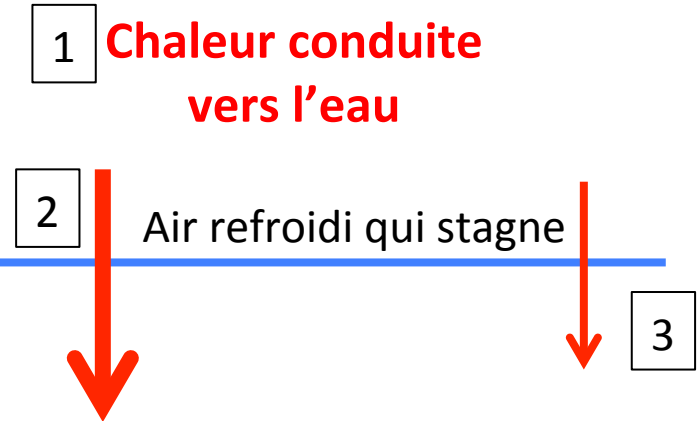 1 Chaleur conduite
vers l'eau
2
Air refroidi qui stagne
3